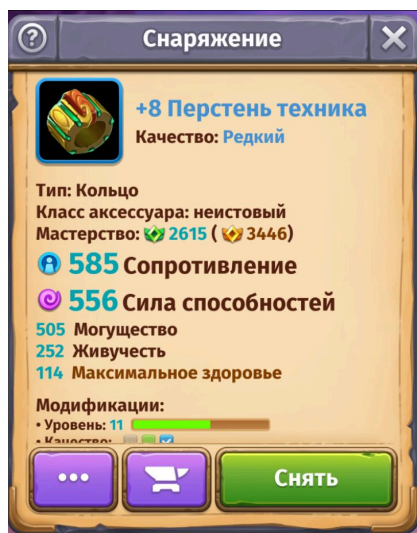 Снаряжение
+8 Перстень техника
Качество: Редкий
Тип: Кольцо
Класс аксессуара: неистовый
Мастерство: 2615 ( 3446)
585 Сопротивление
556 Сила способностей
505 Могущество
252 Живучесть
114 Максимальное здоровье
Модификации:
• Уровень: 11
• Качество:
Снять